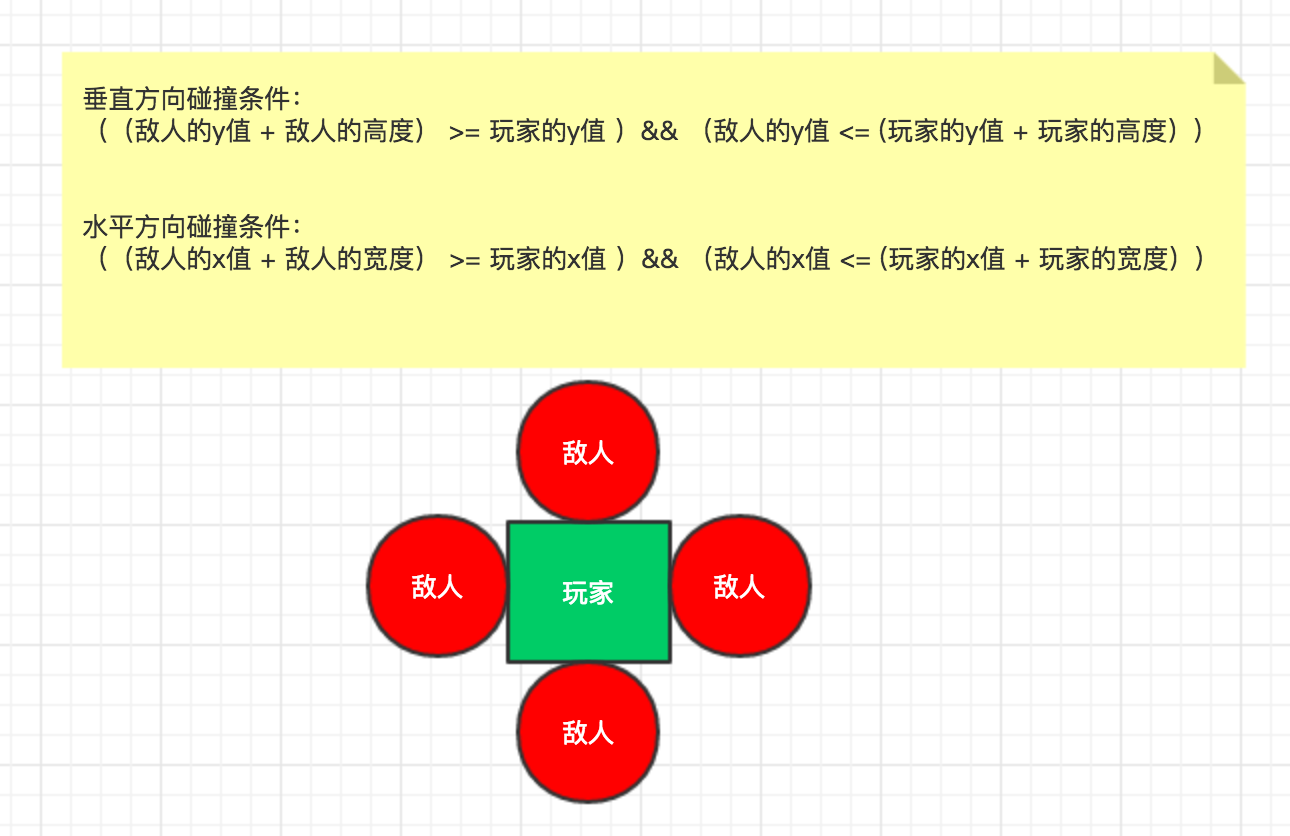 垂直方向碰撞条件：
（（敌人的y值 + 敌人的高度） >= 玩家的y值 ）&& （敌人的y值 <= (玩家的y值 + 玩家的高度））
水平方向碰撞条件：
（（敌人的x值 + 敌人的宽度） >= 玩家的x值 ）&& （敌人的x值 <= (玩家的x值 + 玩家的宽度））
敌人
敌人
玩家
敌人
敌人